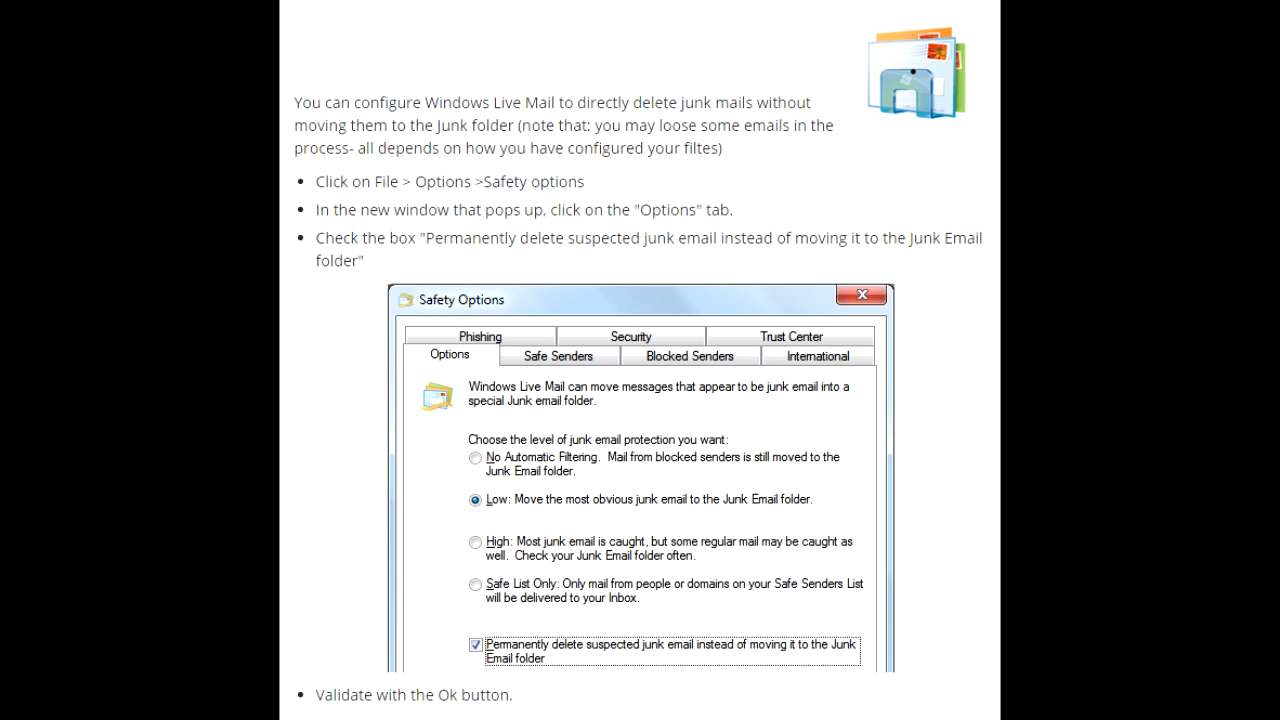 You can configure Windows Live Mail to directly delete junk mails without
moving them to the Junk folder (note that: you may loose some emails in the
process- all depends on how you have configured your filtes)
Click on File > Options >Safety options
In the new window that pops up, click on the "Options" tab.
Check the box "Permanently delete suspected junk email instead of moving it to the Junk Email
folder"
Safety Options
Phishing Security Trust Center
Options Safe Senders Blocked Senders International
Windows Live Mail can move messages that appear to be junk email into a
special Junk email folder.
Choose the level of junk email protection you want:
No Automatic Filtering. Mail from blocked senders is still moved to the
Junk Email folder.
Low: Move the most obvious junk email to the Junk Email folder.
High: Most junk email is caught, but some regular mail may be caught as
well. Check your Junk Email folder often.
Safe List Only: Only mail from people or domains on your Safe Senders List
will be delivered to your Inbox.
Permanently delete suspected junk email instead of moving it to the Junk
Email folder
Validate with the Ok button.